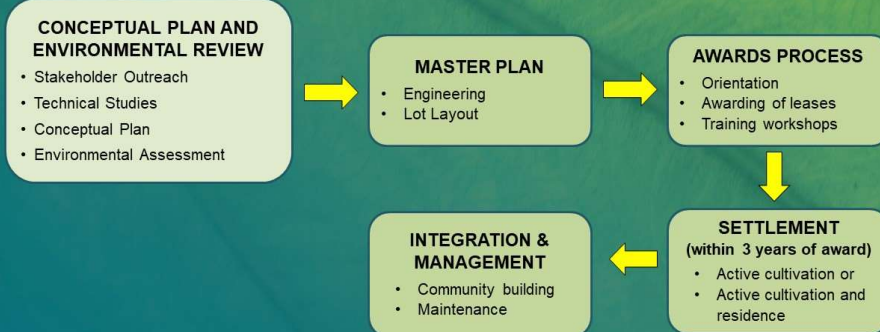 CONCEPTUAL PLAN AND
ENVIRONMENTAL REVIEW
• Stakeholder Outreach
• Technical Studies
• Conceptual Plan
• Environmental Assessment
MASTER PLAN
• Engineering
• Lot Layout
AWARDS PROCESS
• Orientation
• Awarding of leases
• Training workshops
SETTLEMENT
(within 3 years of award)
• Active cultivation or
• Active cultivation and
residence
INTEGRATION &
MANAGEMENT
• Community building
• Maintenance